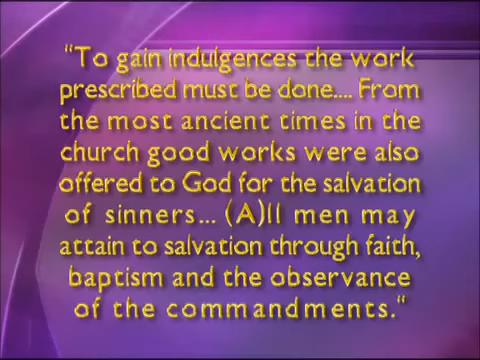 "To gain indulgences the work
prescribed must be done.... From
the most ancient times in the
church good works were also
offered to God for the salvation
of sinners... (A)ll men may
attain to salvation through faith,
baptism and the observance
of the commandments."